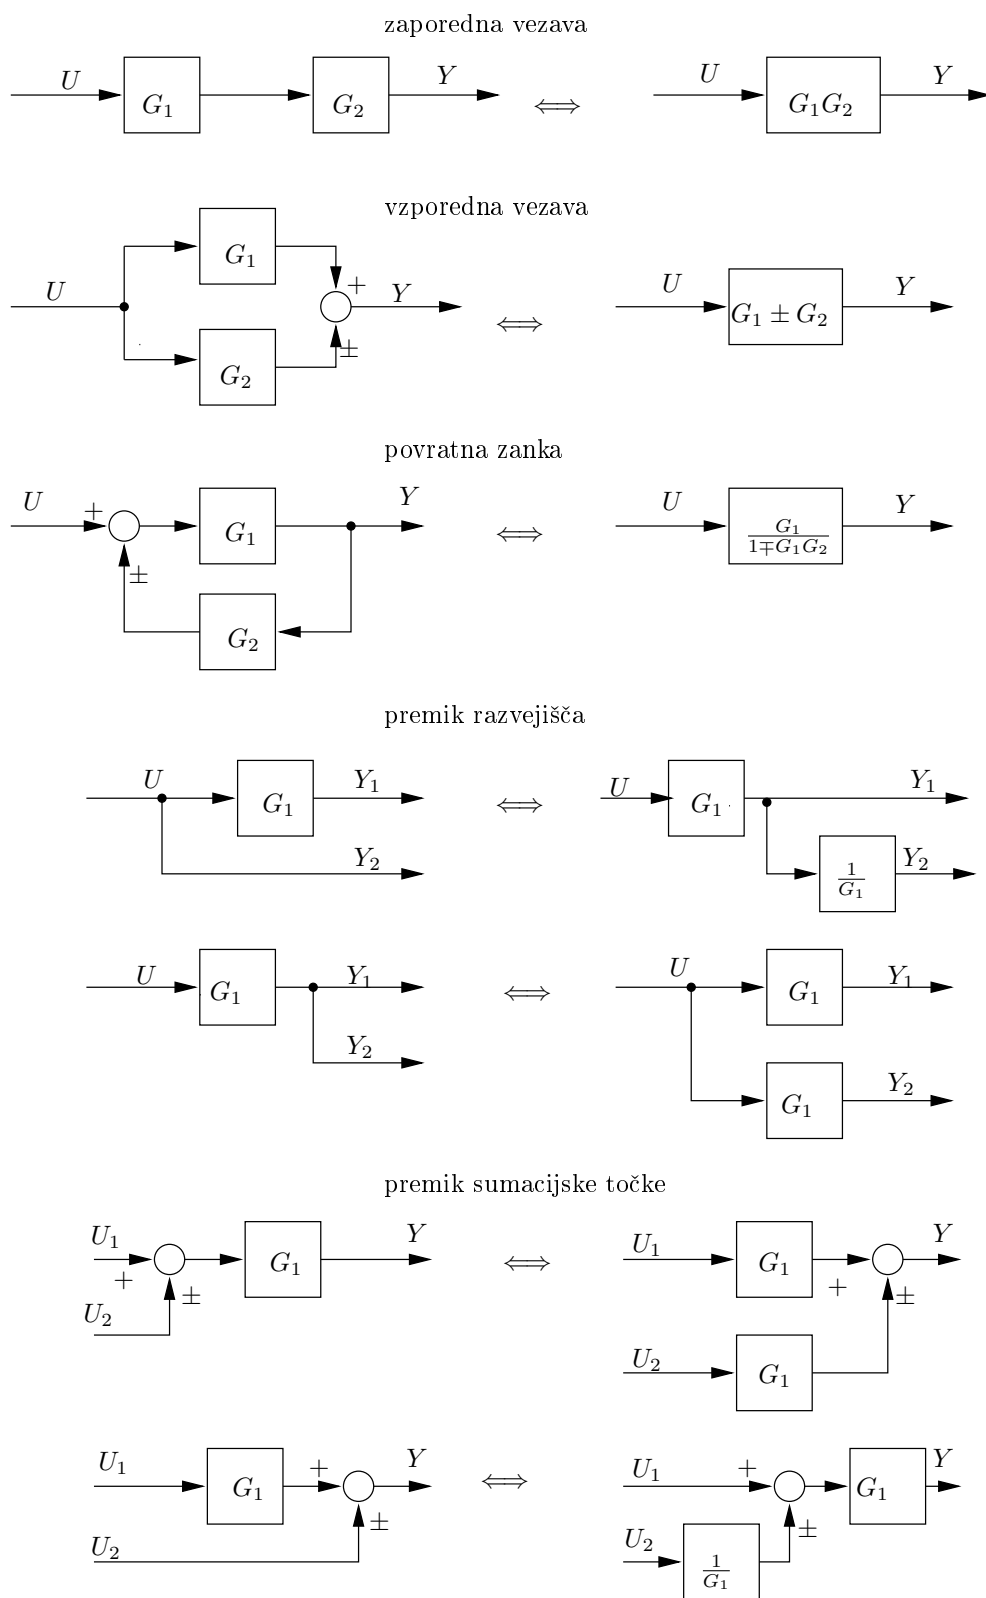 zaporedna vezava
U G₁ G₂ Y ⟺ U G₁G₂ Y
vzporedna vezava
U G₁ G₂ + ± Y ⟺ U G₁ ± G₂ Y
povratna zanka
U + ± G₁ G₂ Y ⟺ U G₁/(1∓G₁G₂) Y
premik razvejišča
U G₁ Y₁ Y₂ ⟺ U G₁ Y₁ 1/G₁ Y₂
U G₁ Y₁ Y₂ ⟺ U G₁ Y₁ G₁ Y₂
premik sumacijske točke
U₁ + U₂ ± G₁ Y ⟺ U₁ G₁ + ± Y U₂ G₁
U₁ G₁ + ± Y U₂ ⟺ U₁ + ± G₁ Y U₂ 1/G₁